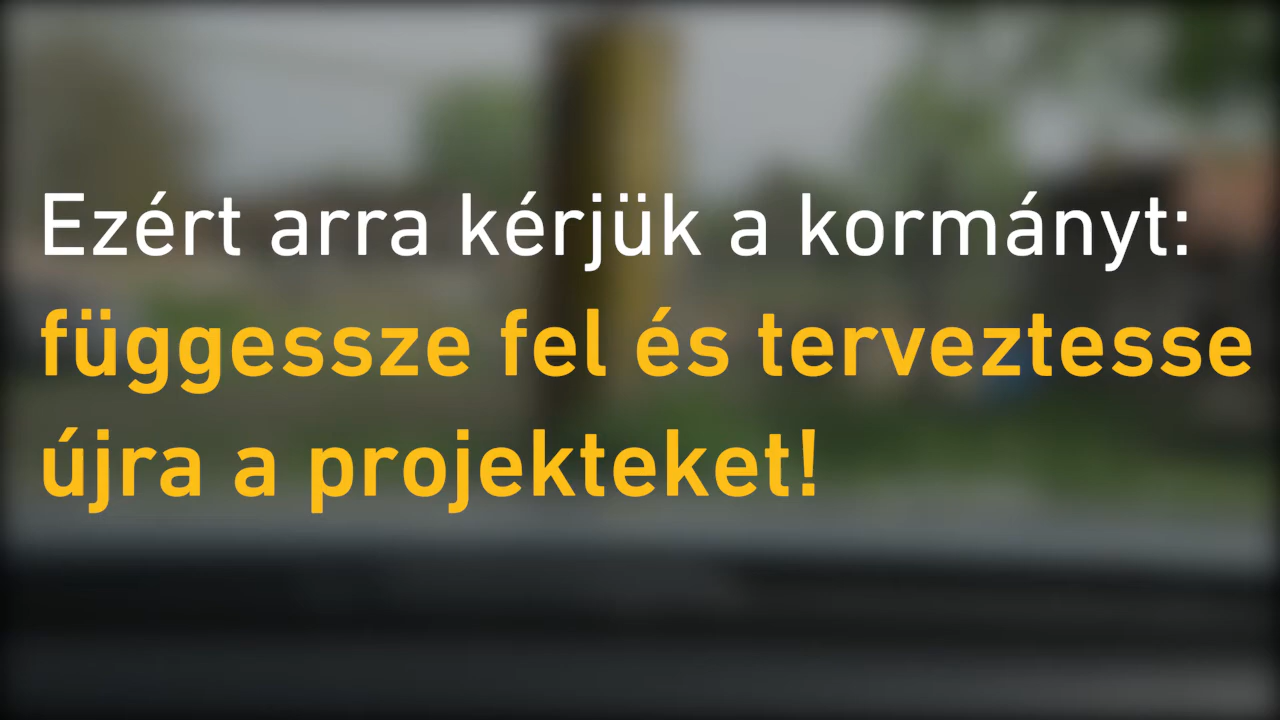 Ezért arra kérjük a kormányt:
függessze fel és terveztesse
újra a projekteket!